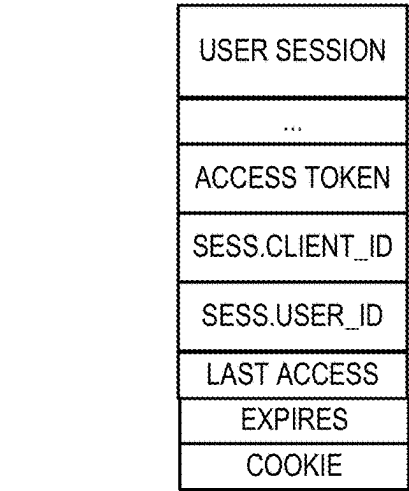 USER SESSION
...
ACCESS TOKEN
SESS.CLIENT_ID
SESS.USER_ID
LAST ACCESS
EXPIRES
COOKIE